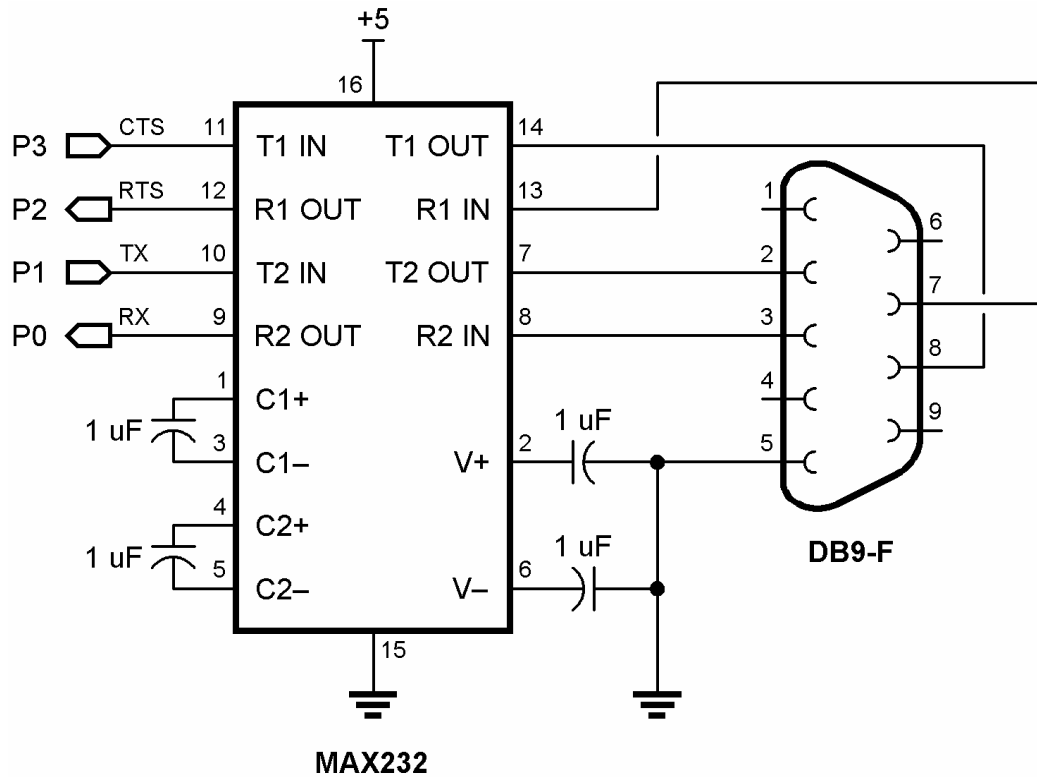 +5
16
P3 CTS 11 T1 IN T1 OUT 14
P2 RTS 12 R1 OUT R1 IN 13
P1 TX 10 T2 IN T2 OUT 7
P0 RX 9 R2 OUT R2 IN 8
1 C1+
1 uF
3 C1–
V+ 2
1 uF
4 C2+
1 uF
5 C2–
V– 6
1 uF
15
MAX232
1
6
2
7
3
8
4
9
5
DB9-F